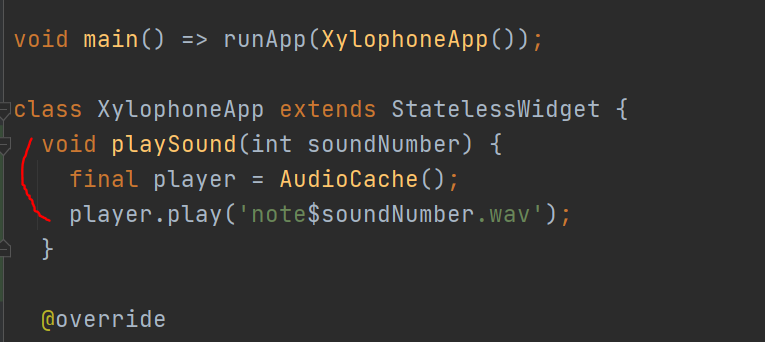 void main() => runApp(XylophoneApp());
class XylophoneApp extends StatelessWidget {
void playSound(int soundNumber) {
final player = AudioCache();
player.play('note$soundNumber.wav');
}
@override